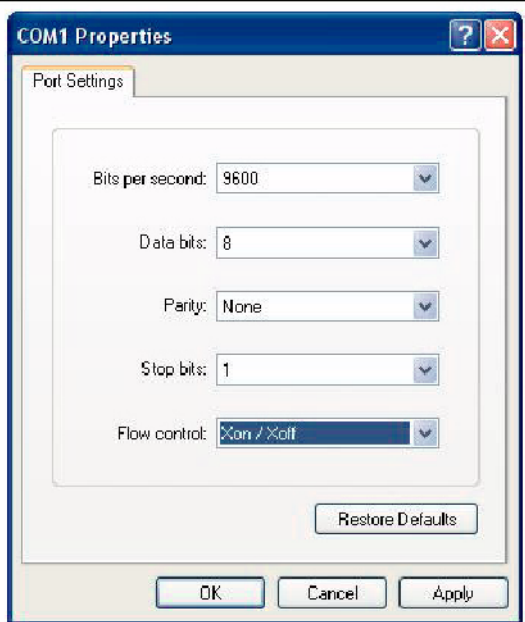 COM1 Properties
Port Settings
Bits per second: 9600
Data bits: 8
Parity: None
Stop bits: 1
Flow control: Xon / Xoff
Restore Defaults
OK Cancel Apply